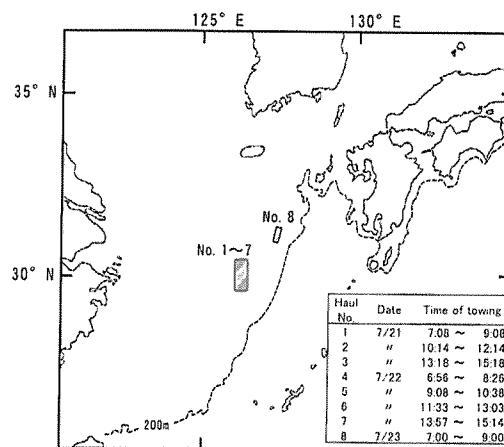 125° E
130° E
35° N
No. 8
No. 1～7
30° N
200m
Haul No. Date Time of towing
1 7/21 7:08 ～ 9:08
2 〃 10:14 ～ 12:14
3 〃 13:18 ～ 15:18
4 7/22 6:56 ～ 8:26
5 〃 9:08 ～ 10:38
6 〃 11:33 ～ 13:03
7 〃 13:57 ～ 15:14
8 7/23 7:00 ～ 9:00